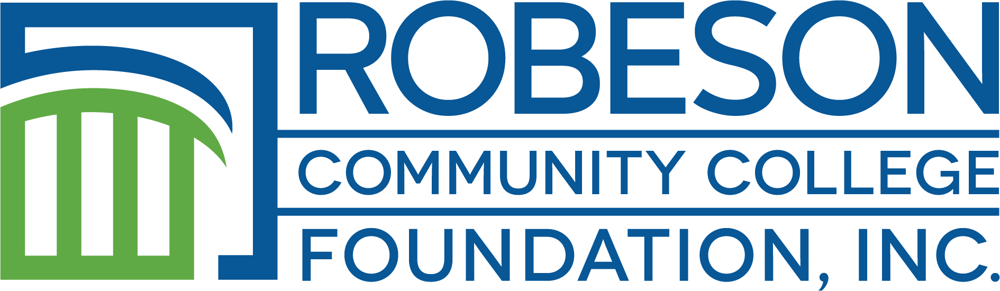 ROBESON
COMMUNITY COLLEGE
FOUNDATION, INC.